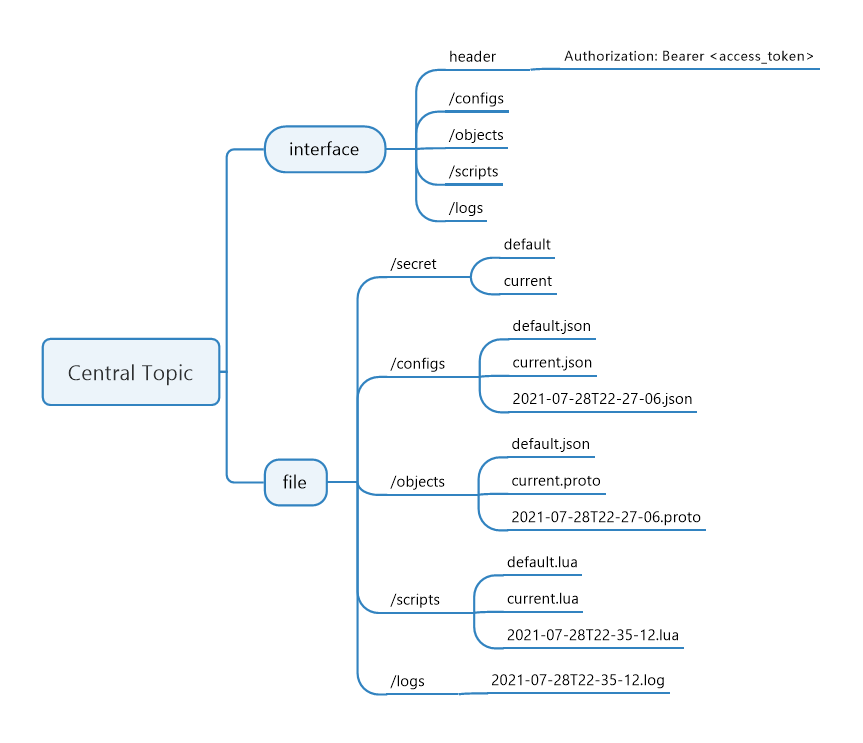 header
Authorization: Bearer <access_token>
/configs
/objects
interface
/scripts
/logs
default
/secret
current
default.json
/configs
current.json
Central Topic
2021-07-28T22-27-06.json
default.json
file
/objects
current.proto
2021-07-28T22-27-06.proto
default.lua
/scripts
current.lua
2021-07-28T22-35-12.lua
/logs
2021-07-28T22-35-12.log